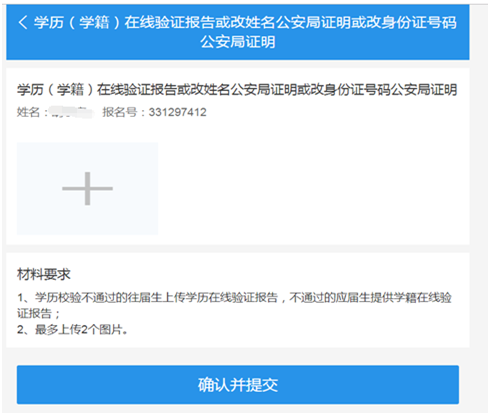 学历（学籍）在线验证报告或改姓名公安局证明或改身份证号码
公安局证明
学历（学籍）在线验证报告或改姓名公安局证明或改身份证号码公安局证明
姓名： 报名号：331297412
材料要求
1、学历校验不通过的往届生上传学历在线验证报告，不通过的应届生提供学籍在线验
证报告；
2、最多上传2个图片。
确认并提交